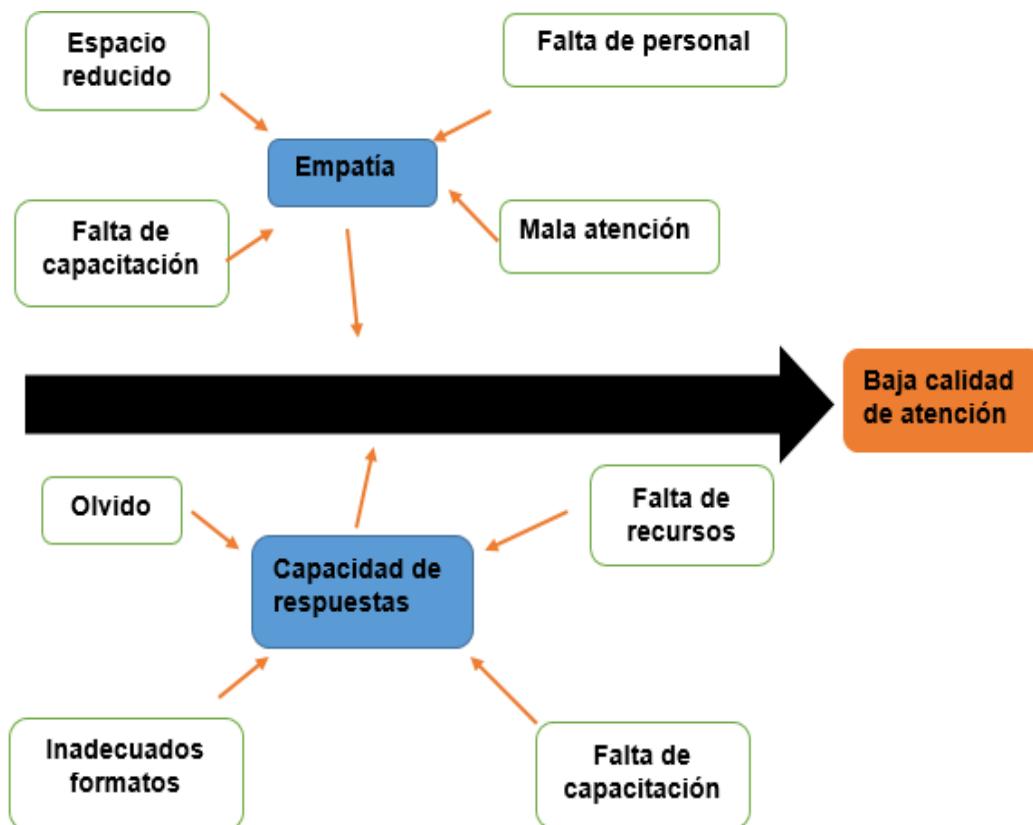 Espacio
reducido
Falta de personal
Empatía
Falta de
capacitación
Mala atención
Baja calidad
de atención
Olvido
Falta de
recursos
Capacidad de
respuestas
Inadecuados
formatos
Falta de
capacitación